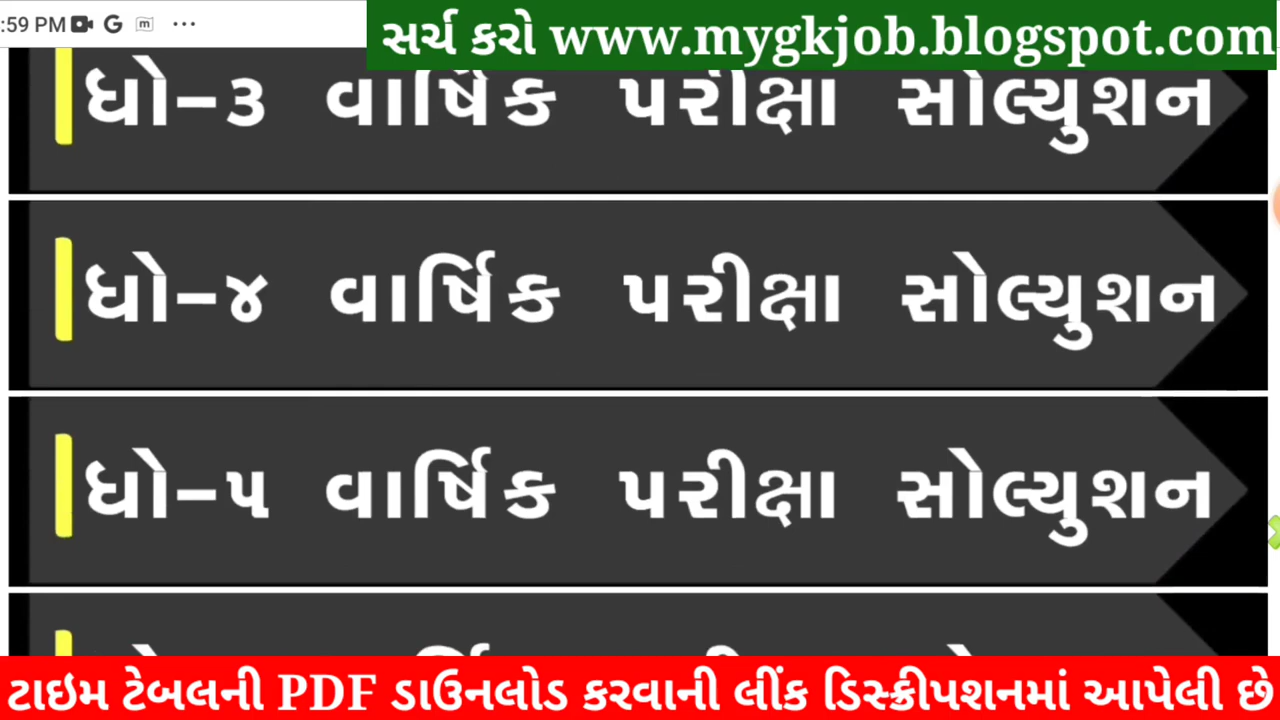 :59 PM G m ...
સર્ચ કરો www.mygkjob.blogspot.com
ધો-૩ વાર્ષિક પરીક્ષા સોલ્યુશન
ધો-૪ વાર્ષિક પરીક્ષા સોલ્યુશન
ધો-૫ વાર્ષિક પરીક્ષા સોલ્યુશન
ટાઇમ ટેબલની PDF ડાઉનલોડ કરવાની લીંક ડિસ્ક્રીપશનમાં આપેલી છે